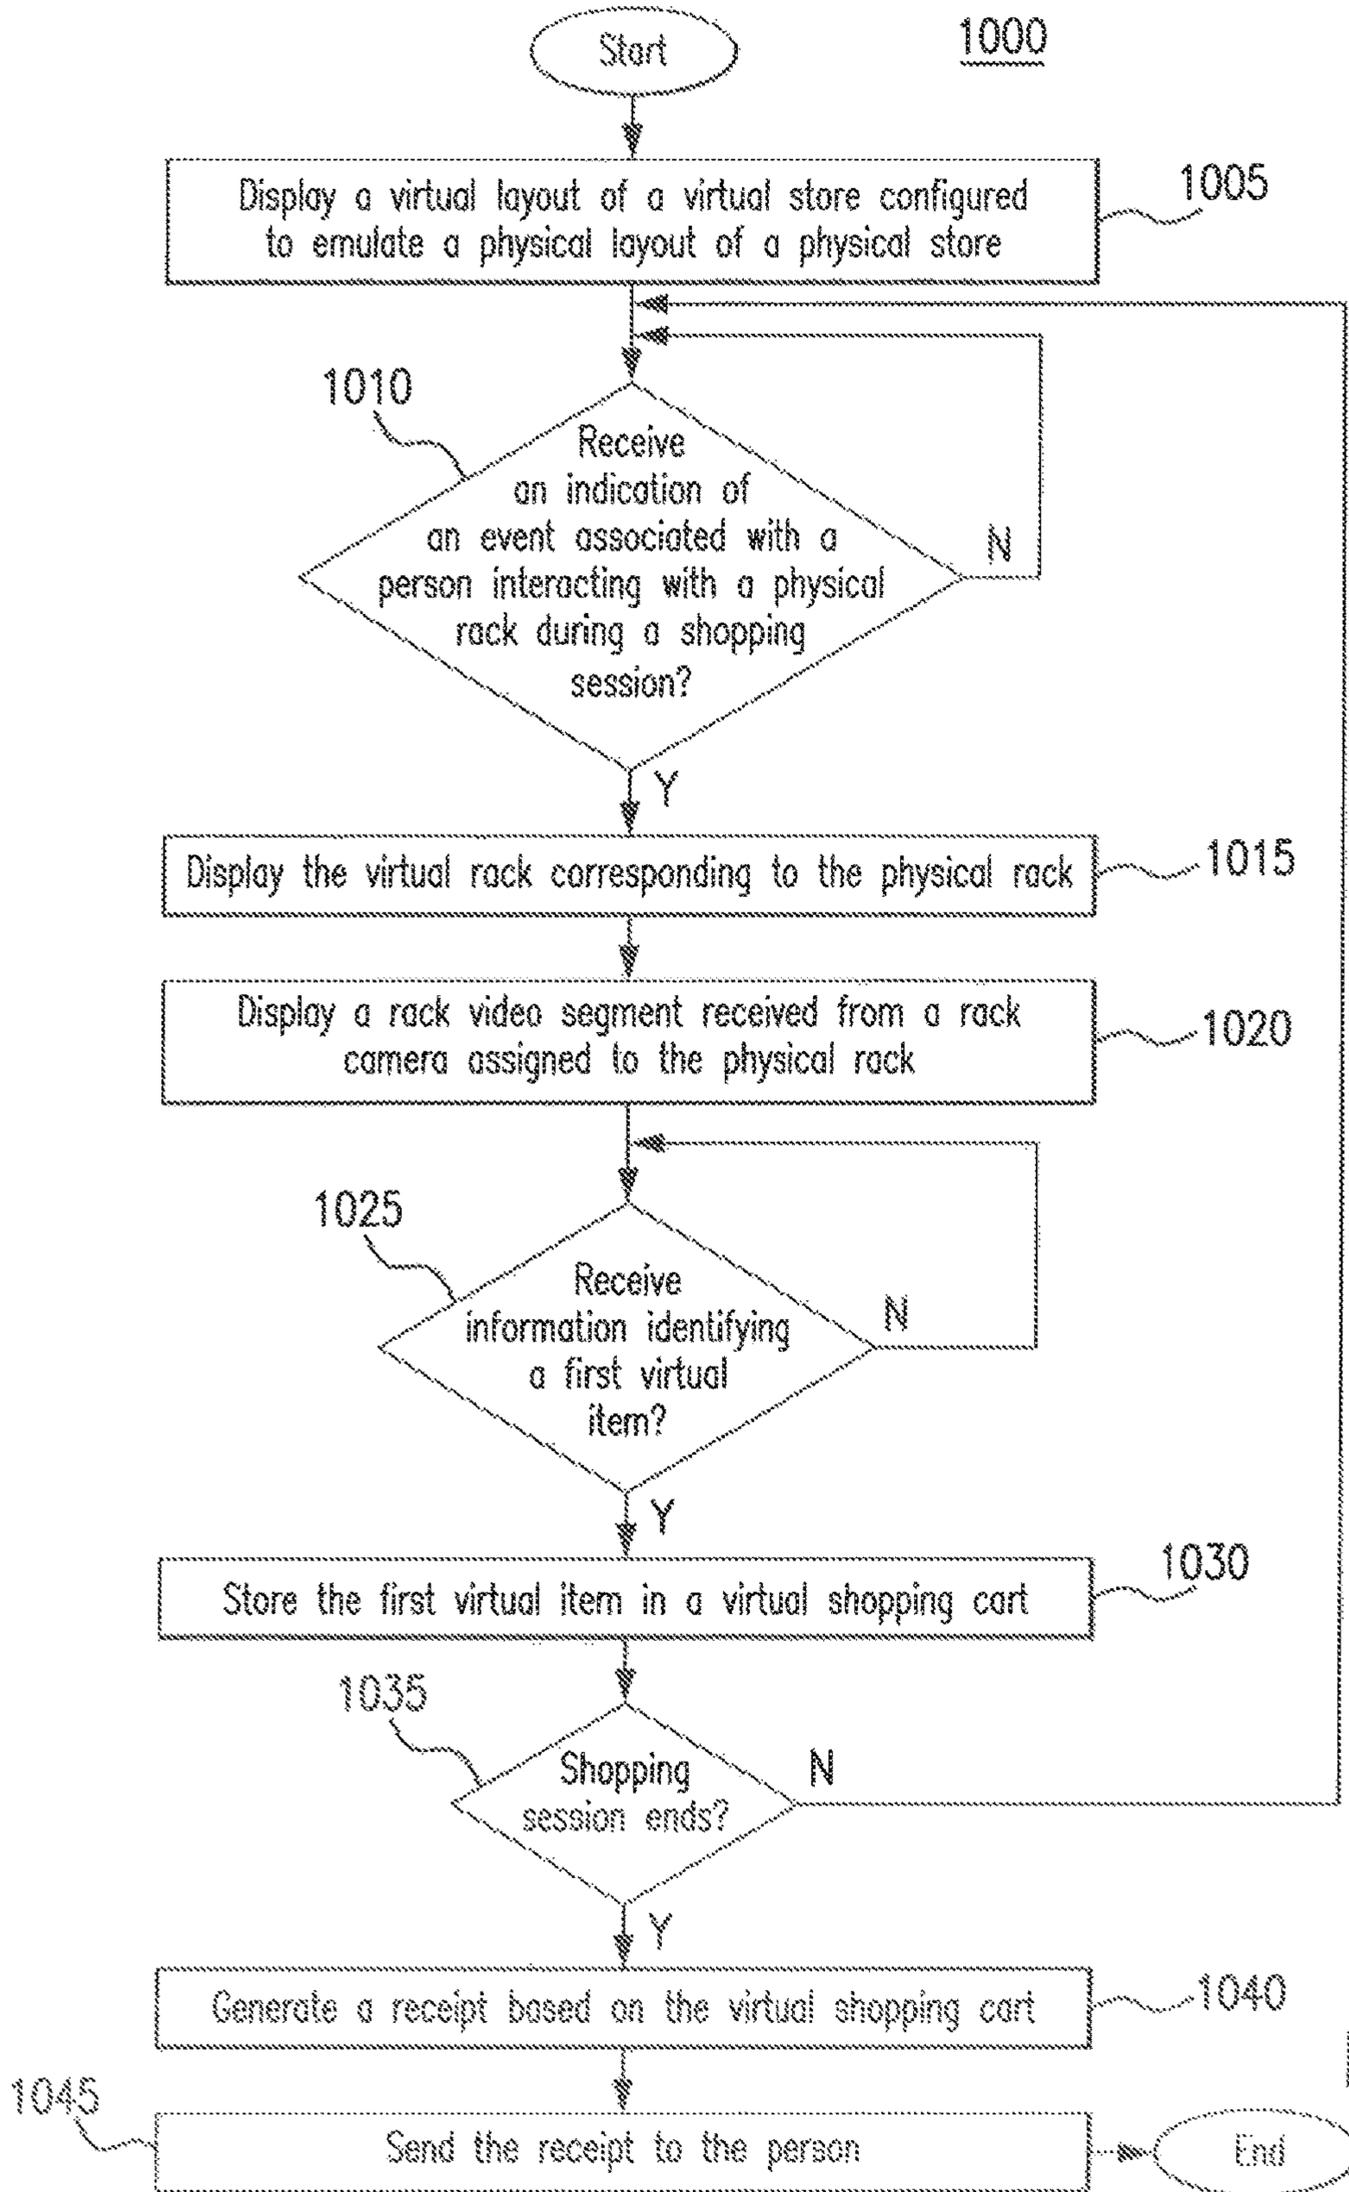 Start
1000
Display a virtual layout of a virtual store configured
to emulate a physical layout of a physical store
1005
1010
Receive
an indication of
an event associated with a
person interacting with a physical
rack during a shopping
session?
N
Y
Display the virtual rack corresponding to the physical rack
1015
Display a rack video segment received from a rack
camera assigned to the physical rack
1020
1025
Receive
information identifying
a first virtual
item?
N
Y
Store the first virtual item in a virtual shopping cart
1030
1035
Shopping
session ends?
N
Y
Generate a receipt based on the virtual shopping cart
1040
1045
Send the receipt to the person
End